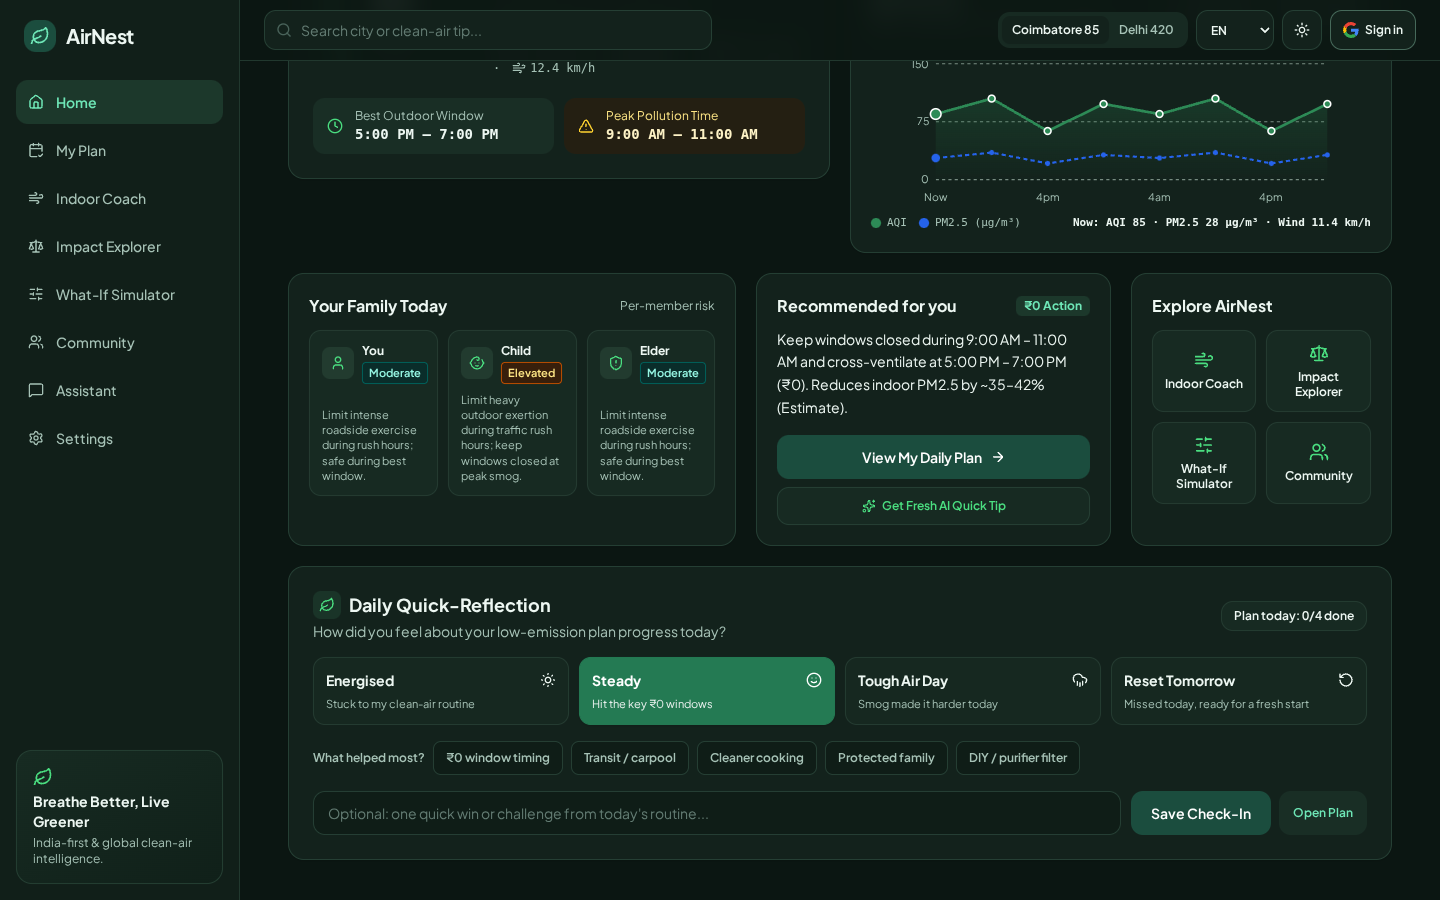 AirNest
Search city or clean-air tip...
Coimbatore 85
Delhi 420
EN
Sign in
Home
My Plan
Indoor Coach
Impact Explorer
What-If Simulator
Community
Assistant
Settings
Breathe Better, Live
Greener
India-first & global clean-air
intelligence.
· 12.4 km/h
Best Outdoor Window
5:00 PM – 7:00 PM
Peak Pollution Time
9:00 AM – 11:00 AM
150
75
0
Now 4pm 4am 4pm
AQI PM2.5 (µg/m³) Now: AQI 85 · PM2.5 28 µg/m³ · Wind 11.4 km/h
Your Family Today
Per-member risk
You
Moderate
Limit intense
roadside exercise
during rush hours;
safe during best
window.
Child
Elevated
Limit heavy
outdoor exertion
during traffic rush
hours; keep
windows closed at
peak smog.
Elder
Moderate
Limit intense
roadside exercise
during rush hours;
safe during best
window.
Recommended for you
₹0 Action
Keep windows closed during 9:00 AM – 11:00
AM and cross-ventilate at 5:00 PM – 7:00 PM
(₹0). Reduces indoor PM2.5 by ~35–42%
(Estimate).
View My Daily Plan
Get Fresh AI Quick Tip
Explore AirNest
Indoor Coach
Impact
Explorer
What-If
Simulator
Community
Daily Quick-Reflection
How did you feel about your low-emission plan progress today?
Plan today: 0/4 done
Energised
Stuck to my clean-air routine
Steady
Hit the key ₹0 windows
Tough Air Day
Smog made it harder today
Reset Tomorrow
Missed today, ready for a fresh start
What helped most?
₹0 window timing
Transit / carpool
Cleaner cooking
Protected family
DIY / purifier filter
Optional: one quick win or challenge from today's routine...
Save Check-In
Open Plan